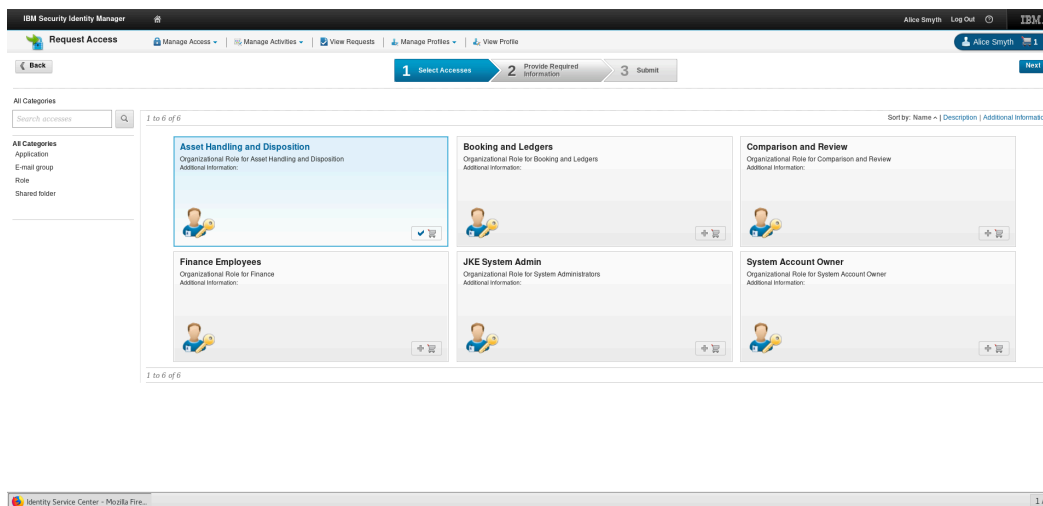 IBM Security Identity Manager
Alice Smyth Log Out ? IBM
Request Access
Manage Access Manage Activities View Requests Manage Profiles View Profile
Alice Smyth 1
Back
1 Select Accesses
2 Provide Required Information
3 Submit
Next
All Categories
Search accesses
1 to 6 of 6
Sort by: Name | Description | Additional Informatio
All Categories
Application
E-mail group
Role
Shared folder
Asset Handling and Disposition
Organizational Role for Asset Handling and Disposition
Additional Information:
Booking and Ledgers
Organizational Role for Booking and Ledgers
Additional Information:
Comparison and Review
Organizational Role for Comparison and Review
Additional Information:
Finance Employees
Organizational Role for Finance
Additional Information:
JKE System Admin
Organizational Role for System Administrators
Additional Information:
System Account Owner
Organizational Role for System Account Owner
Additional Information:
1 to 6 of 6
Identity Service Center - Mozilla Fire...
1